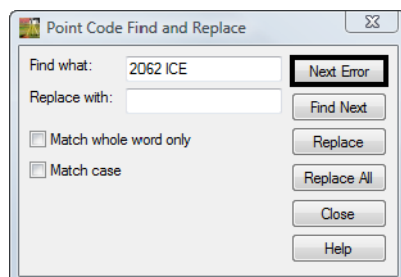 Point Code Find and Replace
Find what: 2062 ICE
Next Error
Replace with:
Find Next
Match whole word only
Replace
Match case
Replace All
Close
Help